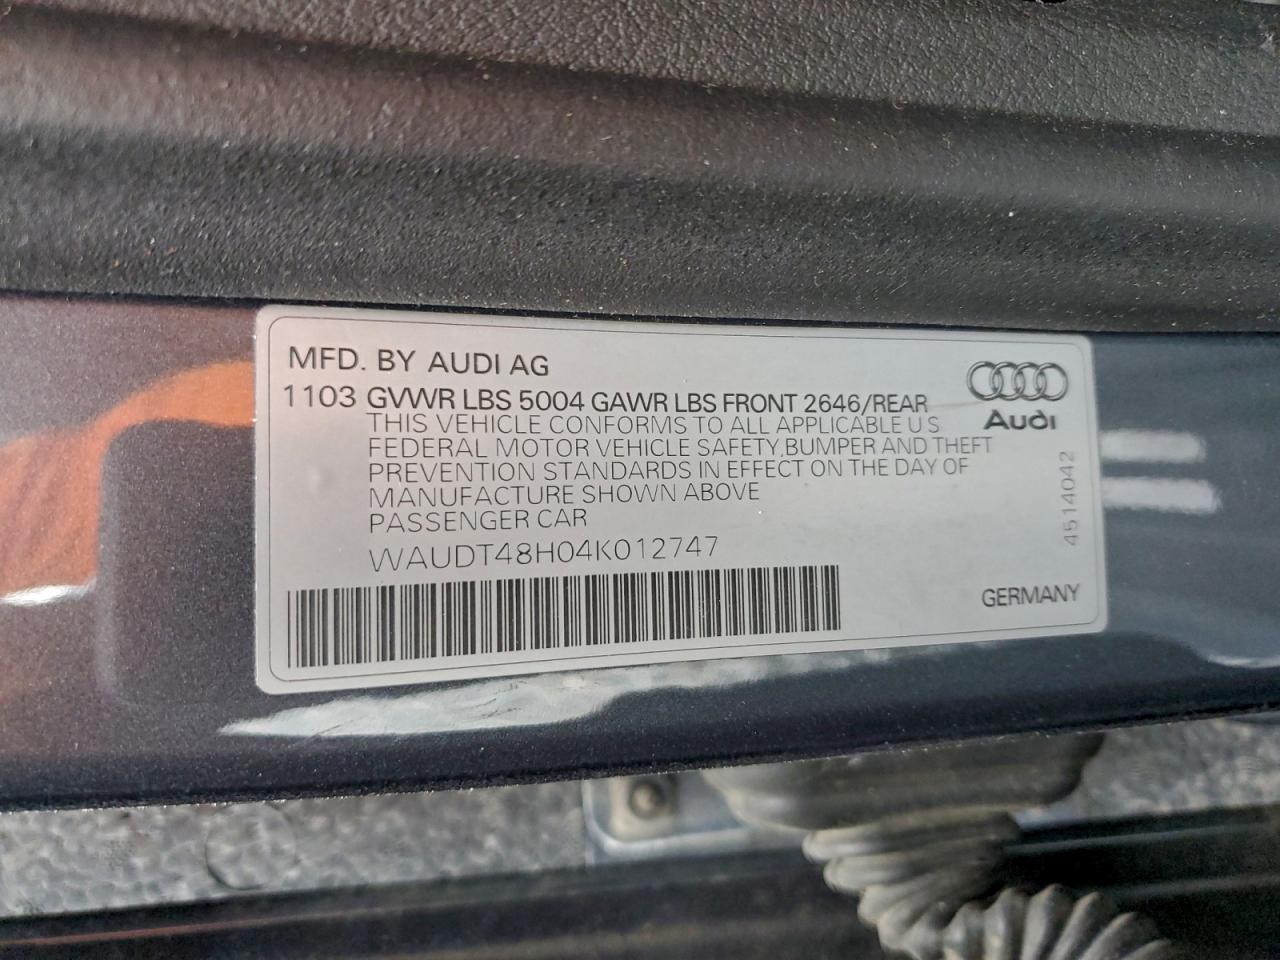 MFD. BY AUDI AG
1103 GVWR LBS 5004 GAWR LBS FRONT 2646/REAR
Audi
THIS VEHICLE CONFORMS TO ALL APPLICABLE U S
FEDERAL MOTOR VEHICLE SAFETY, BUMPER AND THEFT
PREVENTION STANDARDS IN EFFECT ON THE DAY OF
MANUFACTURE SHOWN ABOVE
PASSENGER CAR
WAUDT48H04K012747
4514042
GERMANY